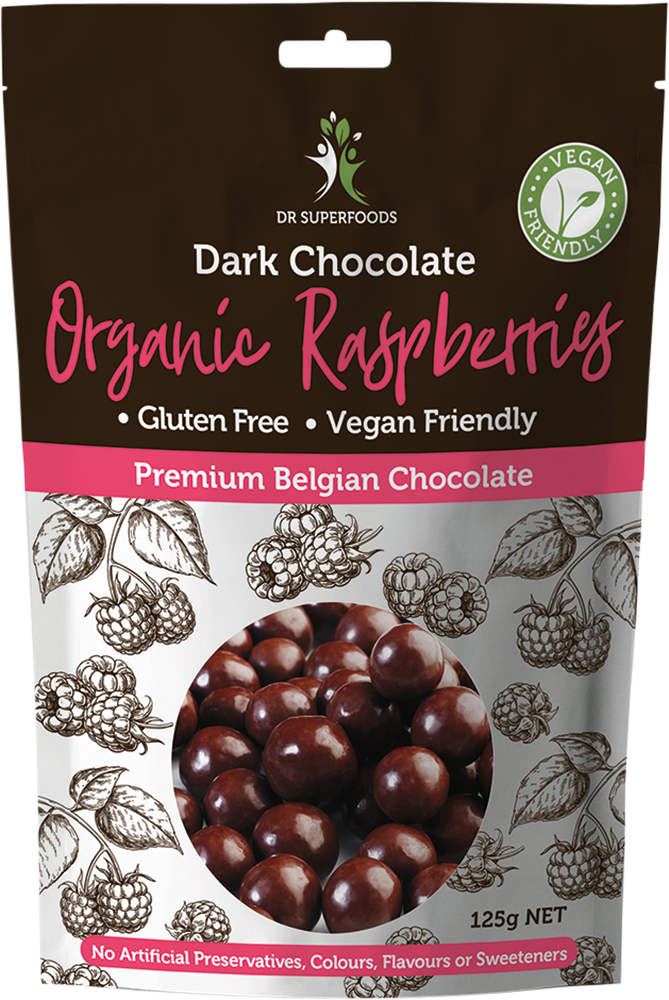 DR SUPERFOODS
VEGAN
FRIENDLY
Dark Chocolate
Organic Raspberries
• Gluten Free • Vegan Friendly
Premium Belgian Chocolate
125g NET
No Artificial Preservatives, Colours, Flavours or Sweeteners